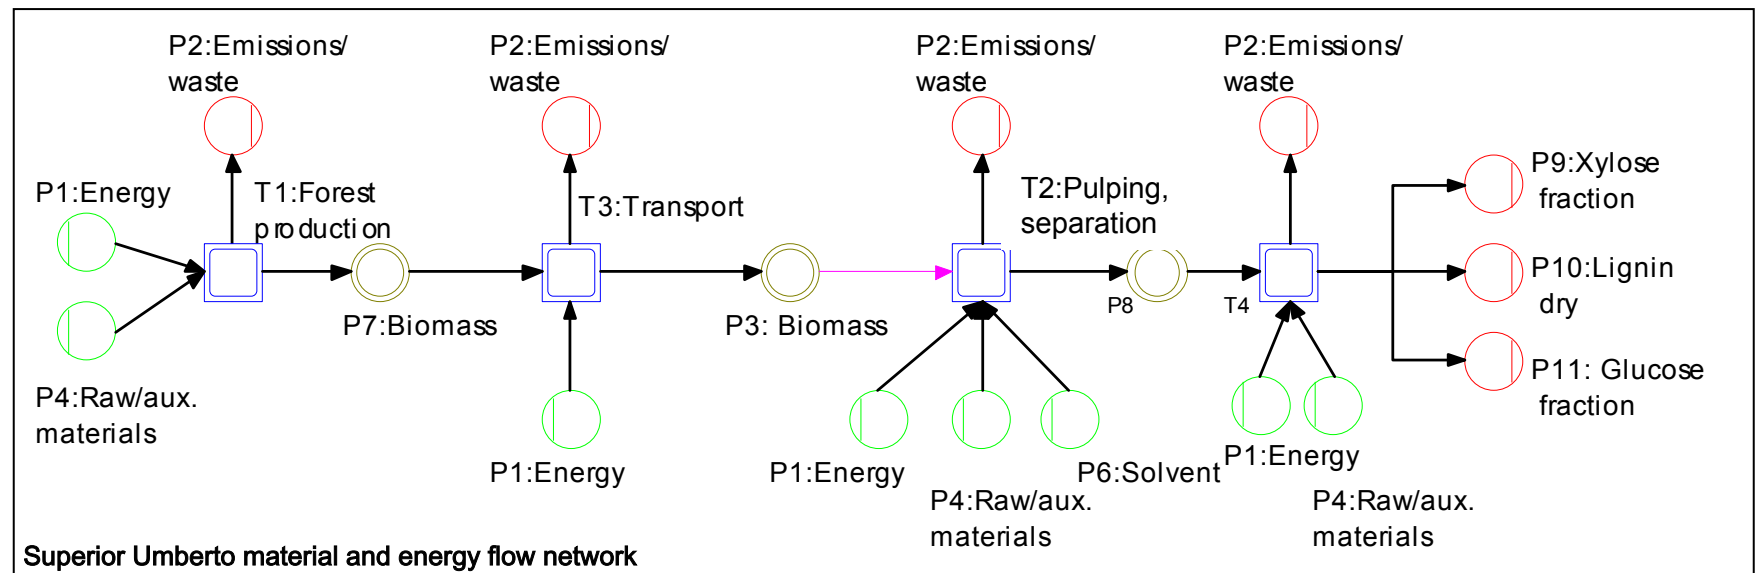 P2:Emissions/
waste
P2:Emissions/
waste
P2:Emissions/
waste
P2:Emissions/
waste
P1:Energy
T1:Forest
production
T3:Transport
T2:Pulping,
separation
P9:Xylose
fraction
P10:Lignin
dry
P11: Glucose
fraction
P7:Biomass
P3: Biomass
P8
T4
P4:Raw/aux.
materials
P1:Energy
P1:Energy
P4:Raw/aux.
materials
P6:Solvent
P1:Energy
P4:Raw/aux.
materials
Superior Umberto material and energy flow network